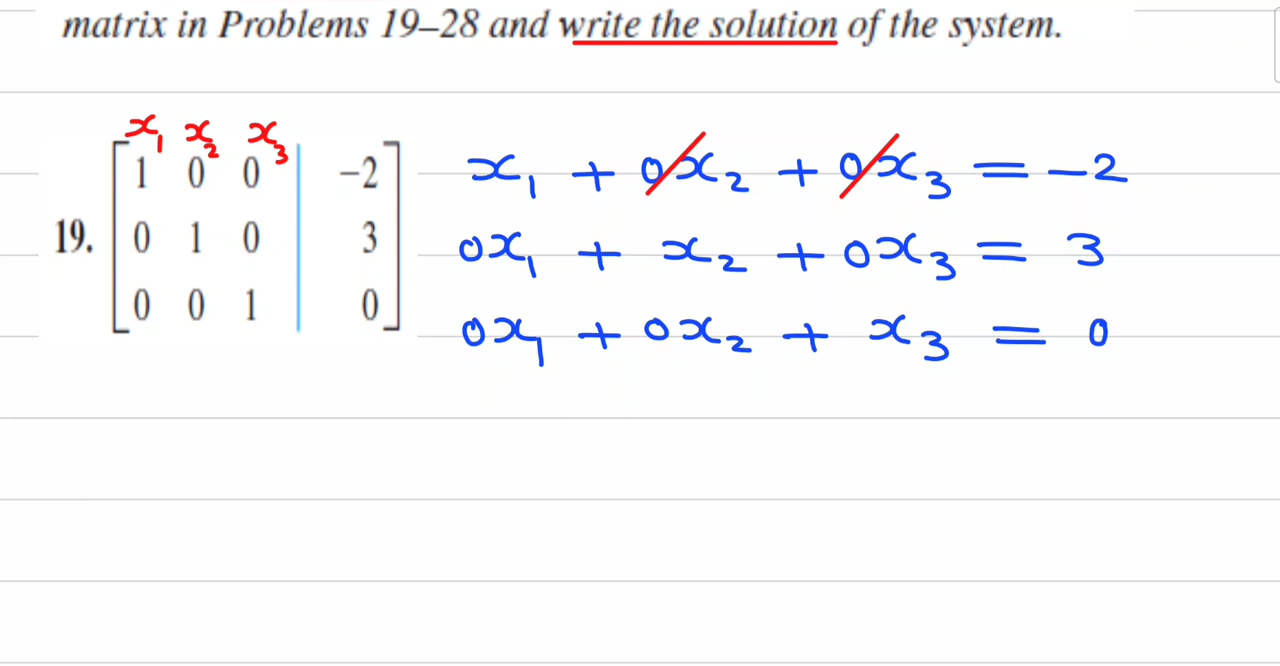 matrix in Problems 19–28 and write the solution of the system.
x₁ x₂ x₃
1 0 0 -2 x₁ + 0x₂ + 0x₃ = -2
19. 0 1 0 3 0x₁ + x₂ + 0x₃ = 3
0 0 1 0 0x₁ + 0x₂ + x₃ = 0